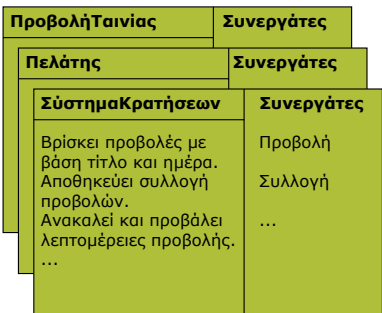 ΠροβολήΤαινίας Συνεργάτες
Πελάτης Συνεργάτες
ΣύστημαΚρατήσεων Συνεργάτες
Βρίσκει προβολές με Προβολή
βάση τίτλο και ημέρα.
Αποθηκεύει συλλογή Συλλογή
προβολών.
Ανακαλεί και προβάλει ...
λεπτομέρειες προβολής.
...